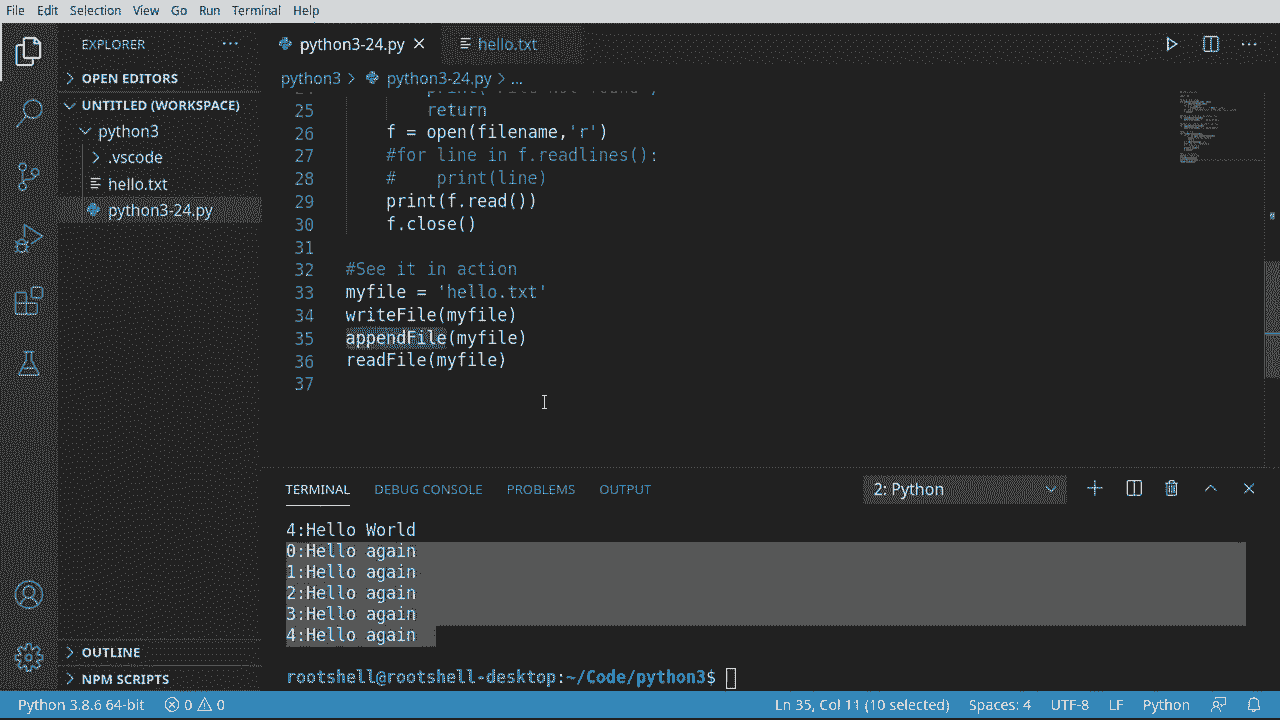 File Edit Selection View Go Run Terminal Help
EXPLORER ···
OPEN EDITORS
UNTITLED (WORKSPACE)
python3
.vscode
hello.txt
python3-24.py
OUTLINE
NPM SCRIPTS
python3-24.py hello.txt
python3 > python3-24.py > ...
25 return
26 f = open(filename,'r')
27 #for line in f.readlines():
28 #    print(line)
29 print(f.read())
30 f.close()
31
32 #See it in action
33 myfile = 'hello.txt'
34 writeFile(myfile)
35 appendFile(myfile)
36 readFile(myfile)
37
TERMINAL DEBUG CONSOLE PROBLEMS OUTPUT 2: Python
4:Hello World
0:Hello again
1:Hello again
2:Hello again
3:Hello again
4:Hello again
rootshell@rootshell-desktop:~/Code/python3$
Python 3.8.6 64-bit 0 0 Ln 35, Col 11 (10 selected) Spaces: 4 UTF-8 LF Python